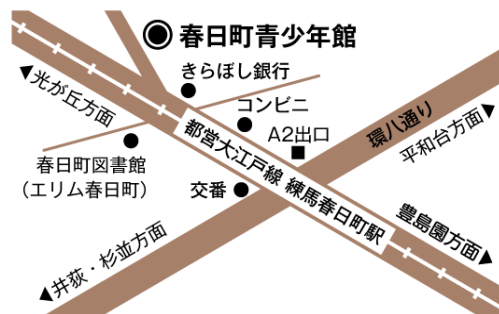 春日町青少年館
きらぼし銀行
光が丘方面
コンビニ
環八通り
A2出口
平和台方面
春日町図書館
(エリム春日町)
都営大江戸線 練馬春日町駅
交番
豊島園方面
井荻・杉並方面